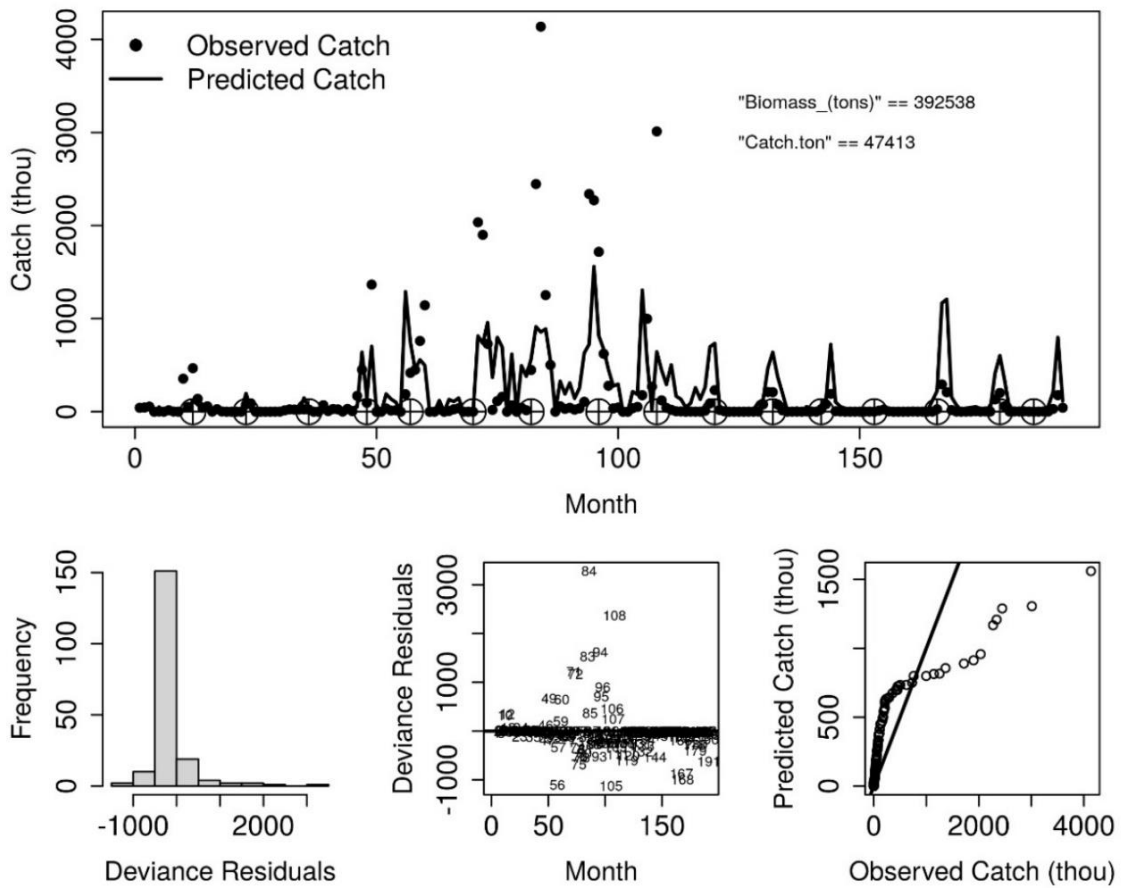 Observed Catch
Predicted Catch
"Biomass_(tons)" == 392538
"Catch.ton" == 47413
Catch (thou)
0 1000 2000 3000 4000
0 50 100 150
Month
Frequency
0 50 100 150
-1000 2000
Deviance Residuals
Deviance Residuals
-1000 1000 3000
84
108
83 94
71
72
96
95
49 60
85 106
107
59
57
75
56
105
144
167
168
179
191
0 50 150
Month
Predicted Catch (thou)
0 500 1500
0 2000 4000
Observed Catch (thou)